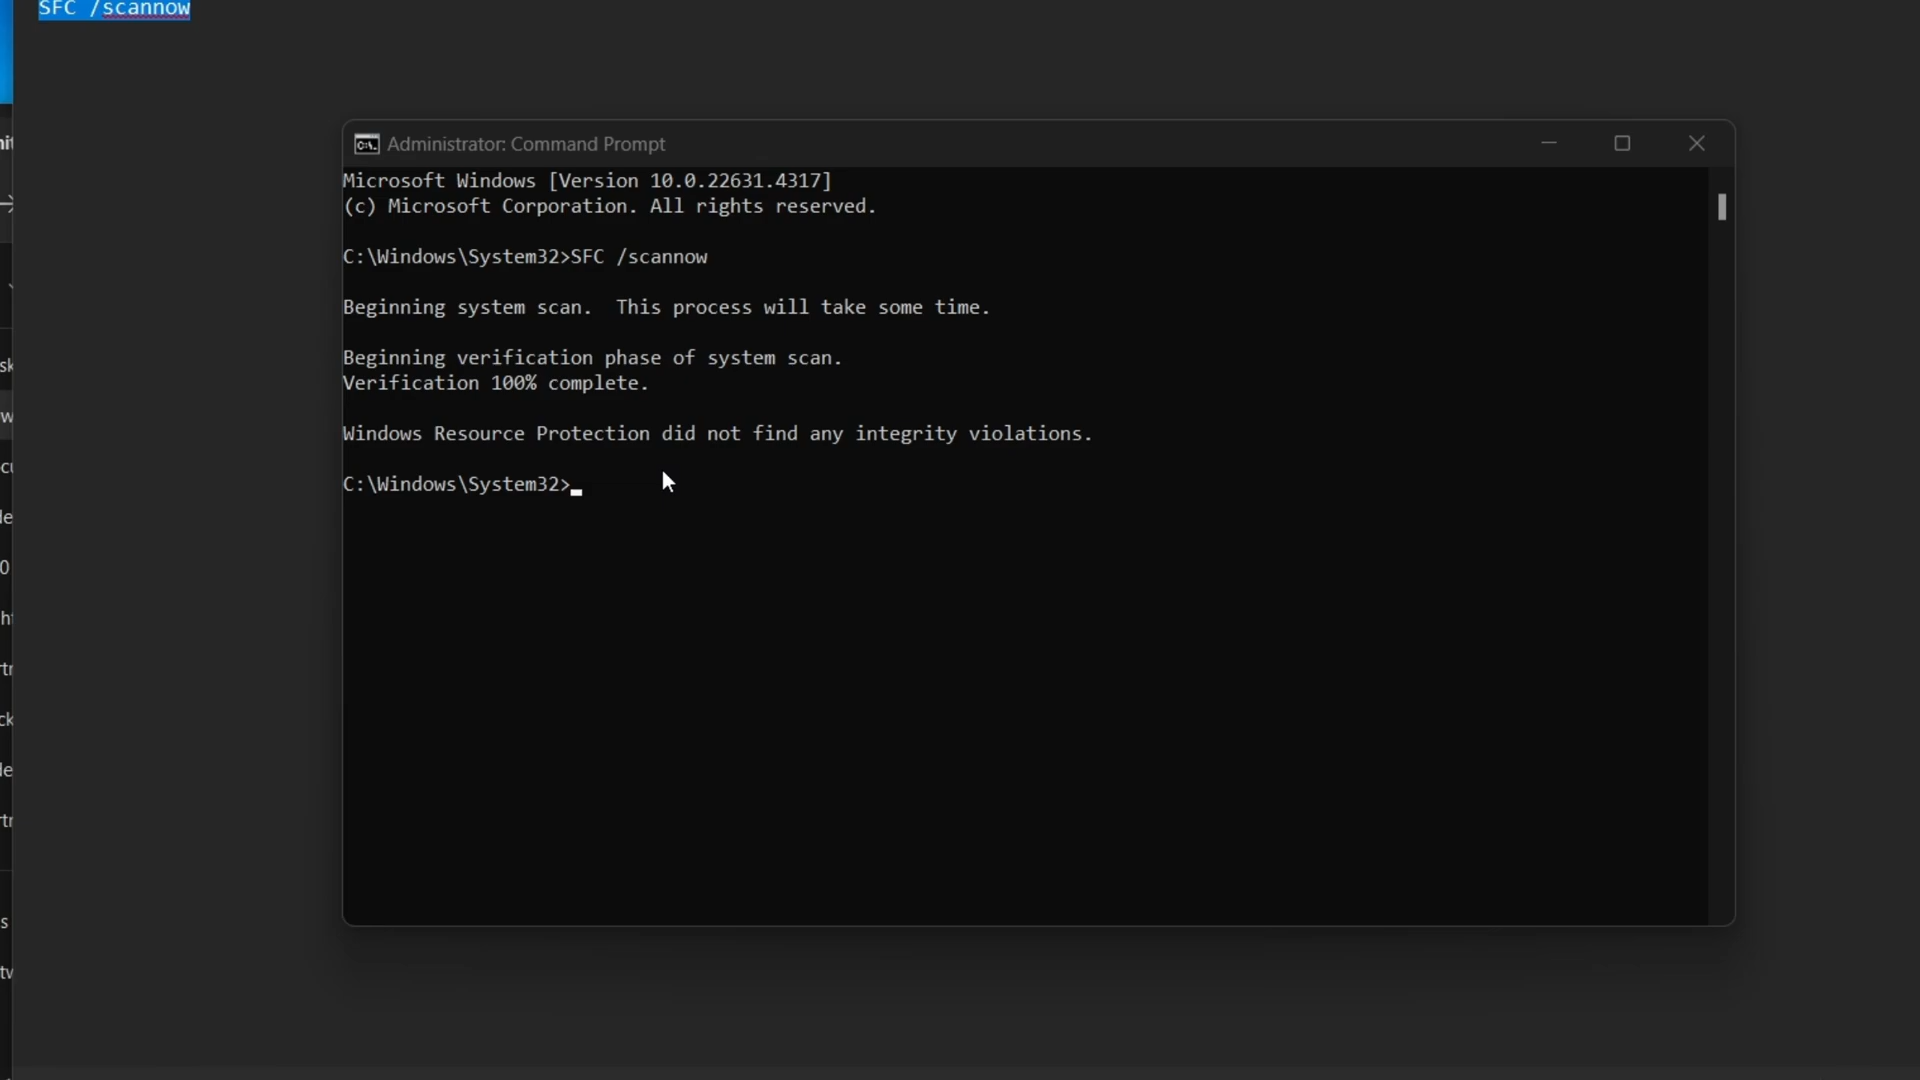 SFC /scannow
Administrator: Command Prompt
Microsoft Windows [Version 10.0.22631.4317]
(c) Microsoft Corporation. All rights reserved.
C:\Windows\System32>SFC /scannow
Beginning system scan.  This process will take some time.
Beginning verification phase of system scan.
Verification 100% complete.
Windows Resource Protection did not find any integrity violations.
C:\Windows\System32>